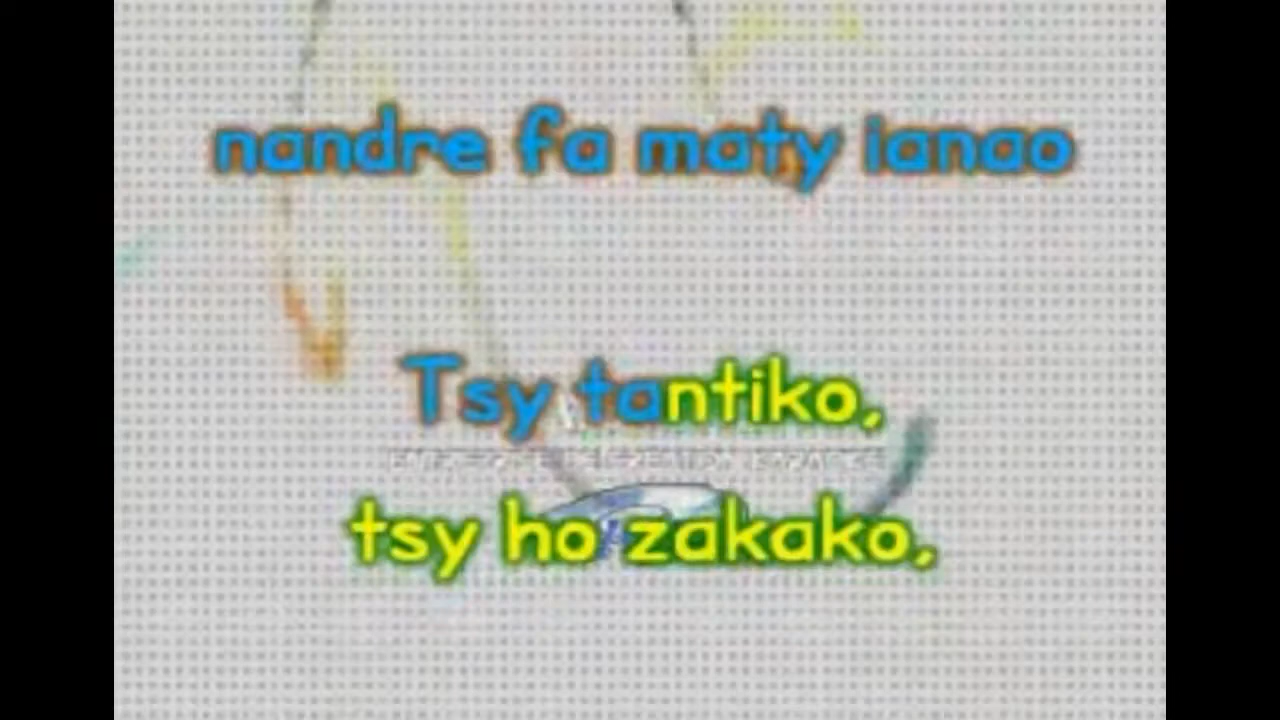 nandre fa maty ianao
Tsy tantiko,
tsy ho zakako,